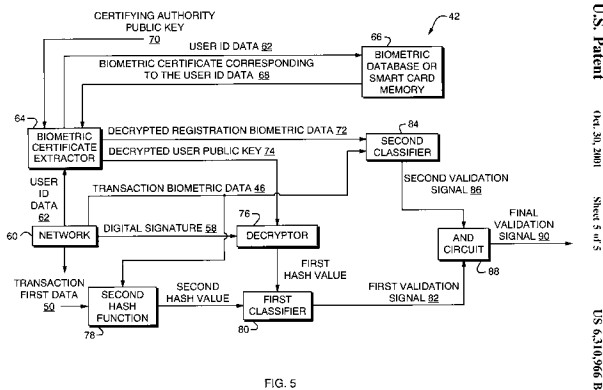 CERTIFYING AUTHORITY
PUBLIC KEY
70
42
USER ID DATA 62
66
BIOMETRIC
DATABASE OR
SMART CARD
MEMORY
BIOMETRIC CERTIFICATE CORRESPONDING
TO THE USER ID DATA 68
64
BIOMETRIC
CERTIFICATE
EXTRACTOR
DECRYPTED REGISTRATION BIOMETRIC DATA 72
DECRYPTED USER PUBLIC KEY 74
84
SECOND
CLASSIFIER
USER
ID
DATA
62
TRANSACTION BIOMETRIC DATA 46
SECOND VALIDATION
SIGNAL 86
60
NETWORK
DIGITAL SIGNATURE 58
76
DECRYPTOR
AND
CIRCUIT
88
FINAL
VALIDATION
SIGNAL 90
TRANSACTION
FIRST DATA
50
SECOND
HASH
FUNCTION
78
SECOND
HASH VALUE
FIRST
HASH VALUE
FIRST
CLASSIFIER
80
FIRST VALIDATION
SIGNAL 82
FIG. 5
U.S. Patent
Oct. 30, 2001
Sheet 5 of 5
US 6,310,966 B